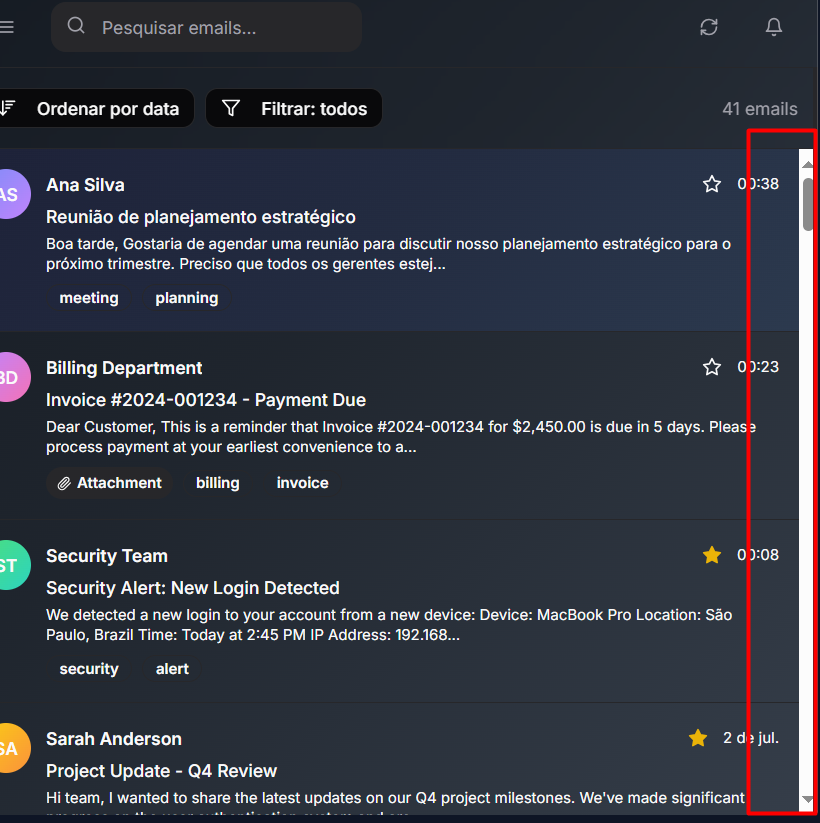 Pesquisar emails...
Ordenar por data
Filtrar: todos
41 emails
AS
Ana Silva
00:38
Reunião de planejamento estratégico
Boa tarde, Gostaria de agendar uma reunião para discutir nosso planejamento estratégico para o
próximo trimestre. Preciso que todos os gerentes estej...
meeting
planning
BD
Billing Department
00:23
Invoice #2024-001234 - Payment Due
Dear Customer, This is a reminder that Invoice #2024-001234 for $2,450.00 is due in 5 days. Please
process payment at your earliest convenience to a...
Attachment
billing
invoice
ST
Security Team
00:08
Security Alert: New Login Detected
We detected a new login to your account from a new device: Device: MacBook Pro Location: São
Paulo, Brazil Time: Today at 2:45 PM IP Address: 192.168...
security
alert
SA
Sarah Anderson
2 de jul.
Project Update - Q4 Review
Hi team, I wanted to share the latest updates on our Q4 project milestones. We've made significant